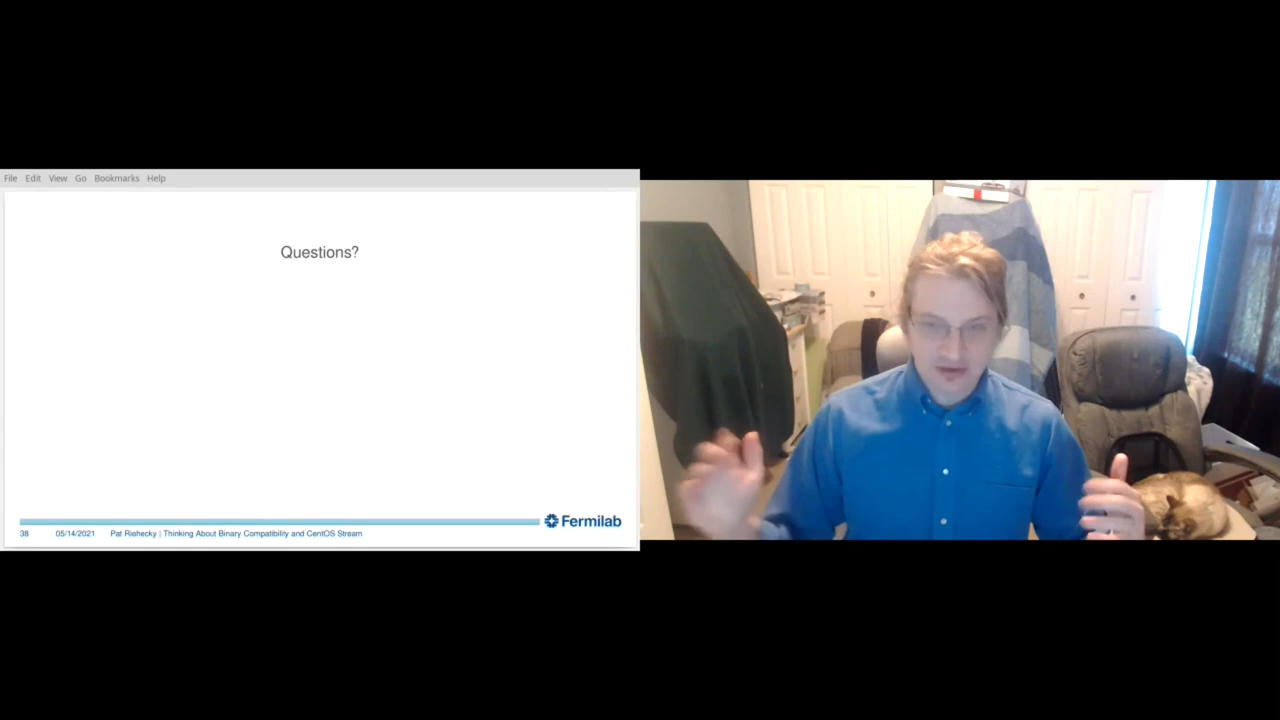 File Edit View Go Bookmarks Help
Questions?
Fermilab
38 05/14/2021 Pat Riehecky | Thinking About Binary Compatibility and CentOS Stream